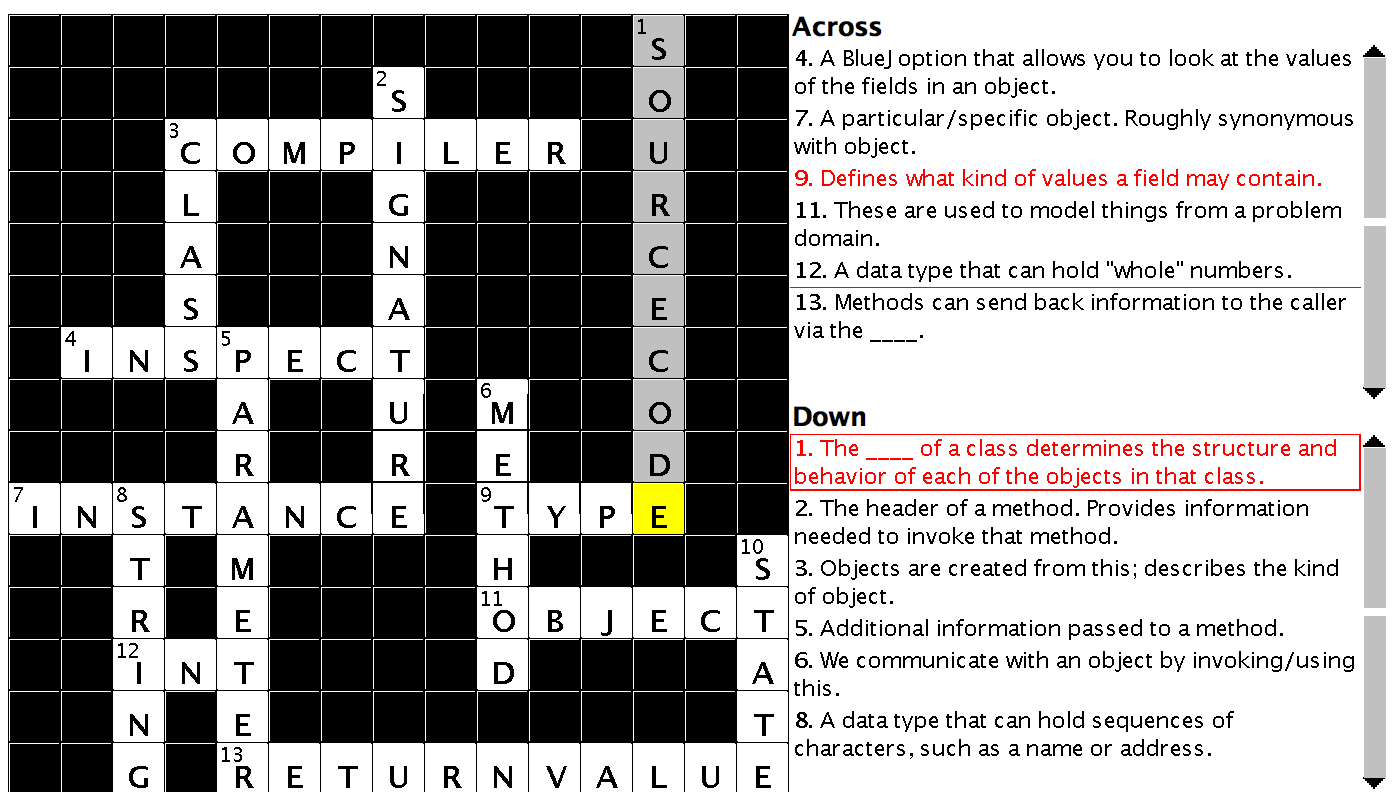 1
S
2
S O
3
C O M P I L E R U
L G R
A N C
S A E
4 5
I N S P E C T C
6
A U M O
R R E D
7 8 9
I N S T A N C E T Y P E
10
T M H S
11
R E O B J E C T
12
I N T D A
N E T
13
G R E T U R N V A L U E
Across
4. A BlueJ option that allows you to look at the values
of the fields in an object.
7. A particular/specific object. Roughly synonymous
with object.
9. Defines what kind of values a field may contain.
11. These are used to model things from a problem
domain.
12. A data type that can hold "whole" numbers.
13. Methods can send back information to the caller
via the ____.
Down
1. The ____ of a class determines the structure and
behavior of each of the objects in that class.
2. The header of a method. Provides information
needed to invoke that method.
3. Objects are created from this; describes the kind
of object.
5. Additional information passed to a method.
6. We communicate with an object by invoking/using
this.
8. A data type that can hold sequences of
characters, such as a name or address.